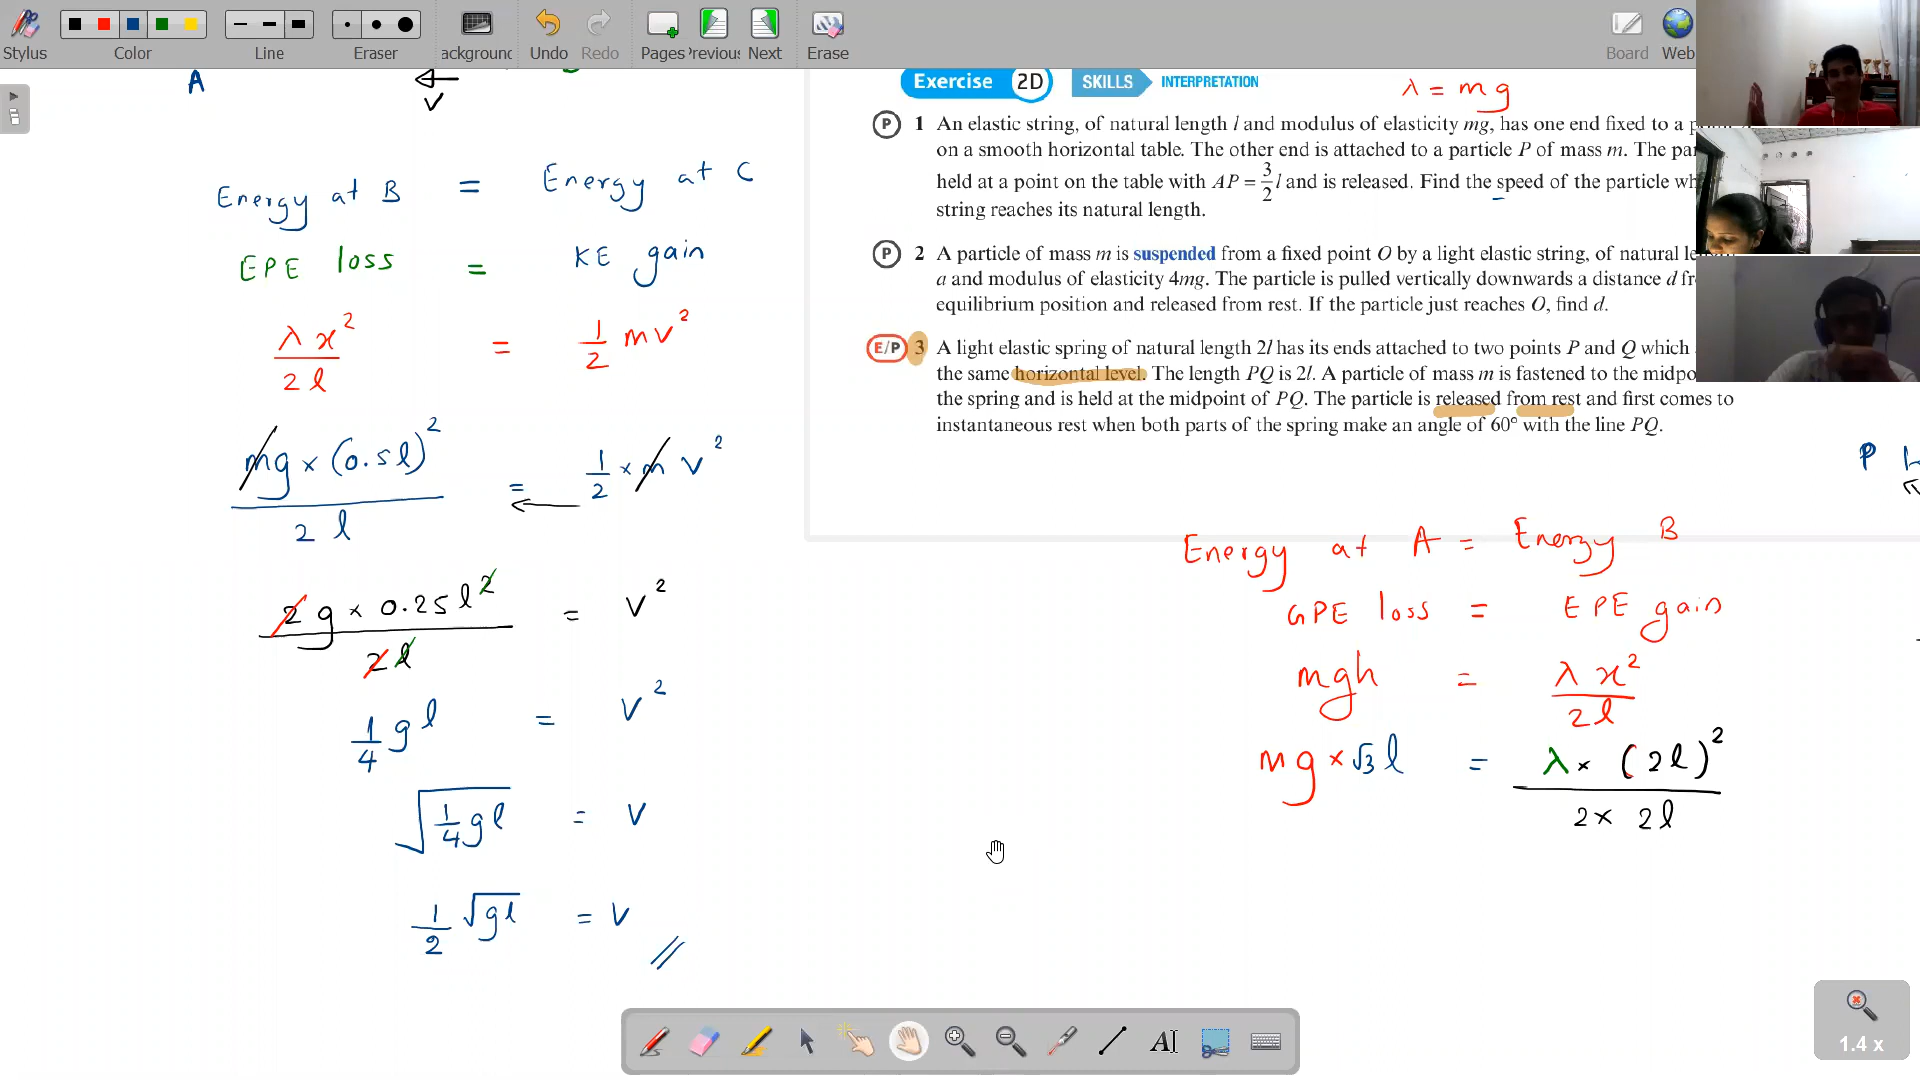 Stylus
Color
Line
Eraser
ackground
Undo
Redo
Pages
Previous
Next
Erase
Board
Web
A
V
Energy at B = Energy at C
EPE loss = KE gain
λx²/2l = 1/2 mv²
mg × (0.5l)²/2l = 1/2 × m v²
2g × 0.25l²/2l = v²
1/4 gl = v²
√(1/4 gl) = v
1/2 √gl = v //
Exercise 2D SKILLS INTERPRETATION
λ = mg
P 1 An elastic string, of natural length l and modulus of elasticity mg, has one end fixed to a
on a smooth horizontal table. The other end is attached to a particle P of mass m. The
held at a point on the table with AP = 3/2 l and is released. Find the speed of the particle
string reaches its natural length.
P 2 A particle of mass m is suspended from a fixed point O by a light elastic string, of natural
a and modulus of elasticity 4mg. The particle is pulled vertically downwards a distance d
equilibrium position and released from rest. If the particle just reaches O, find d.
E/P 3 A light elastic spring of natural length 2l has its ends attached to two points P and Q which
the same horizontal level. The length PQ is 2l. A particle of mass m is fastened to the
the spring and is held at the midpoint of PQ. The particle is released from rest and first comes to
instantaneous rest when both parts of the spring make an angle of 60° with the line PQ.
P
Energy at A = Energy B
GPE loss = EPE gain
mgh = λx²/2l
mg × √3 l = λ × (2l)²/2 × 2l
1.4 x